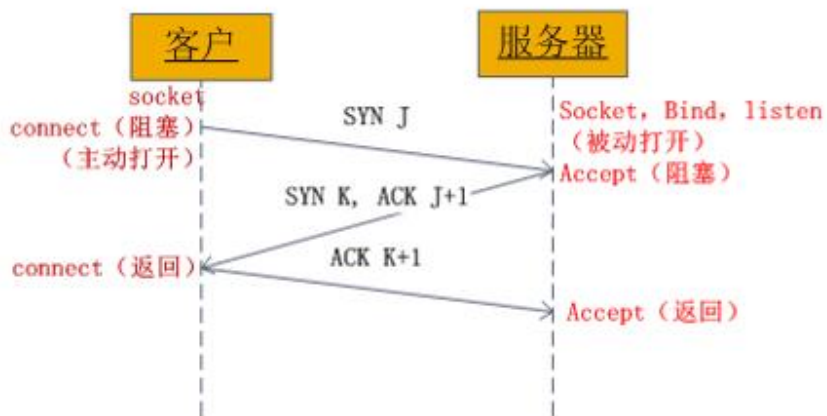 客户
服务器
socket
connect（阻塞）
（主动打开）
SYN J
Socket, Bind, listen
（被动打开）
Accept（阻塞）
SYN K, ACK J+1
connect（返回）
ACK K+1
Accept（返回）